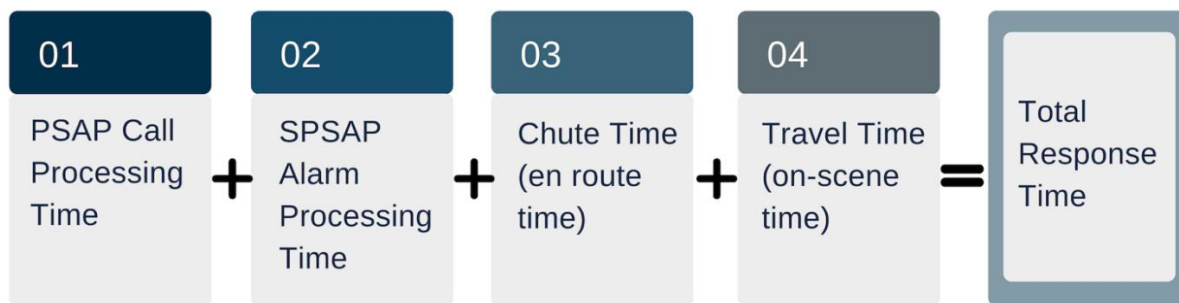 01
PSAP Call
Processing
Time
+
02
SPSAP
Alarm
Processing
Time
+
03
Chute Time
(en route
time)
+
04
Travel Time
(on-scene
time)
=
Total
Response
Time